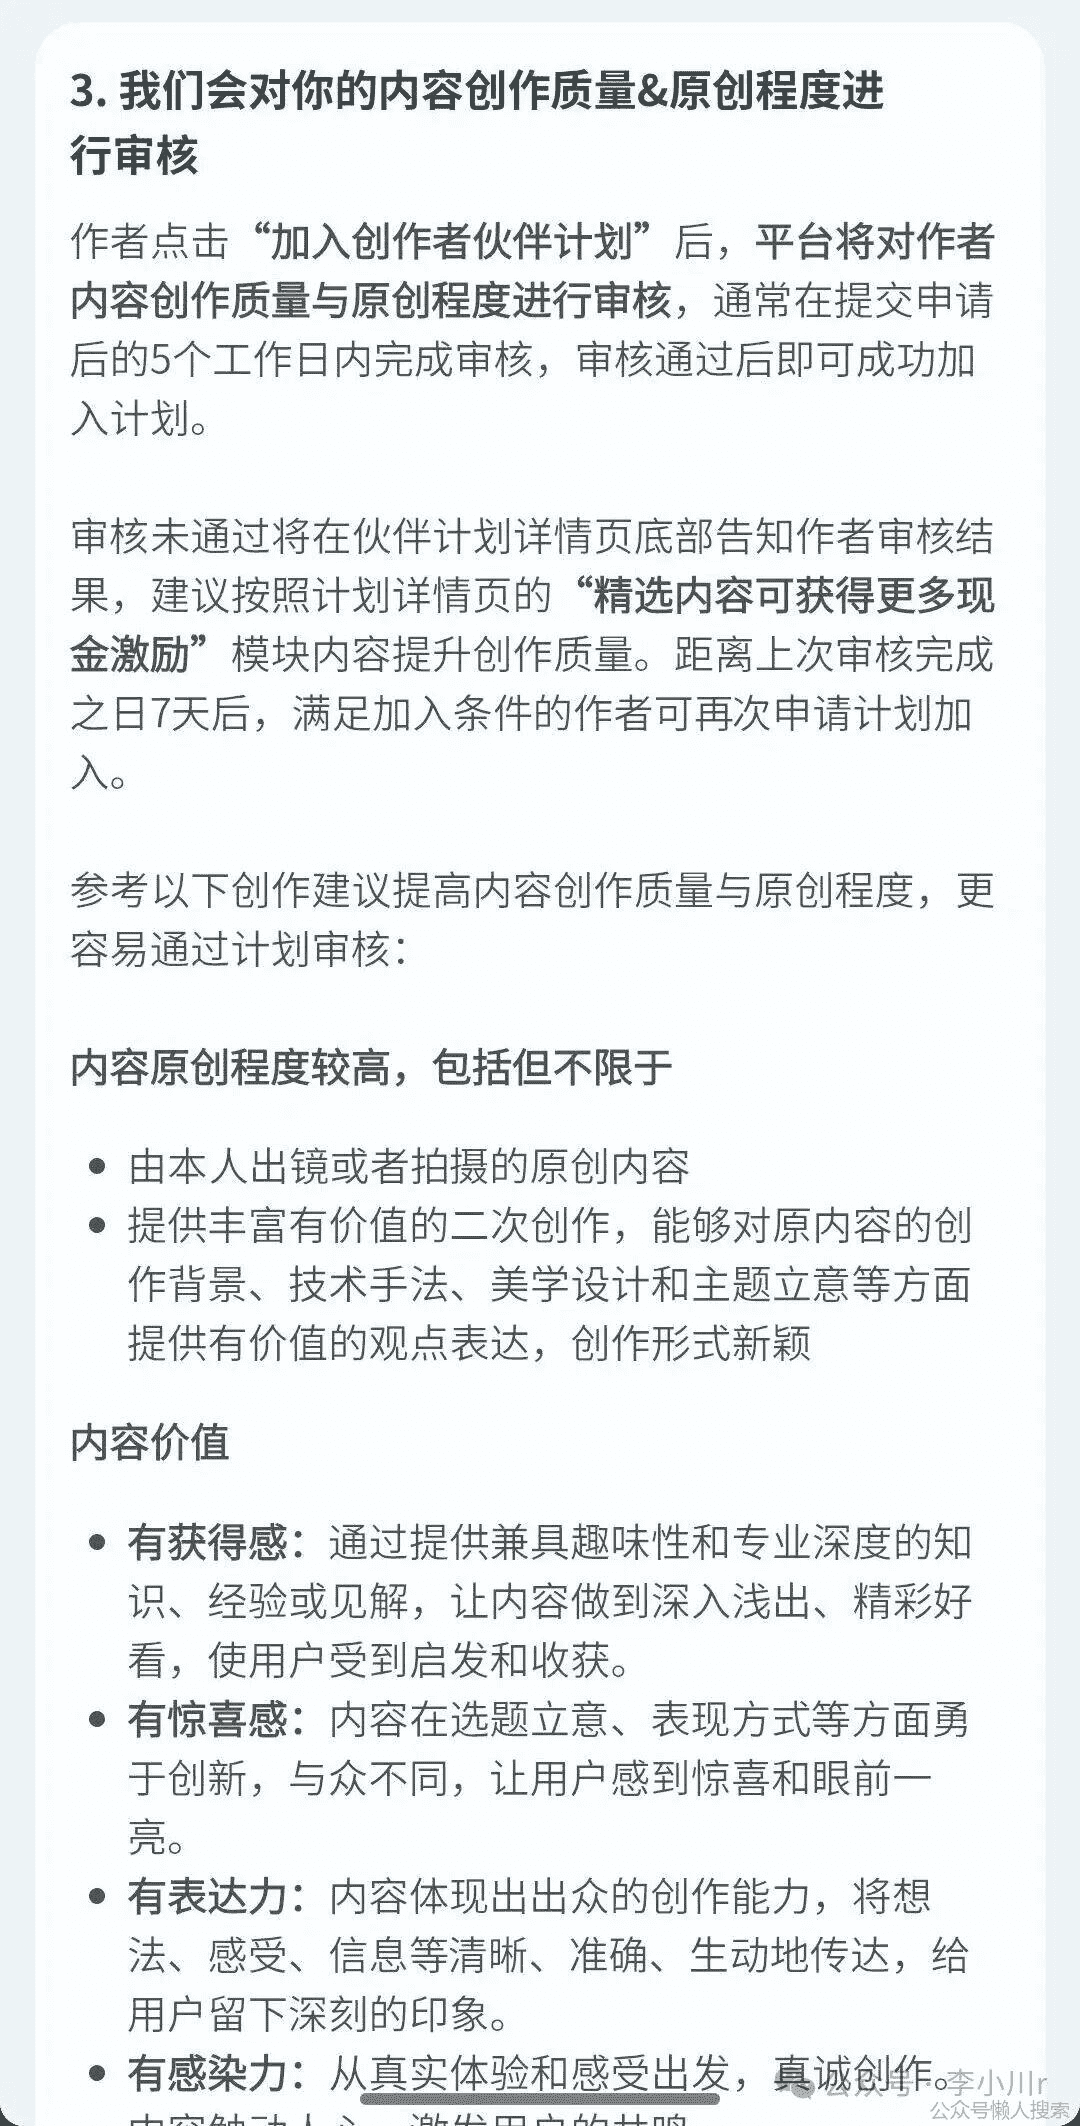 3. 我们会对你的内容创作质量&原创程度进
行审核
作者点击“加入创作者伙伴计划”后，平台将对作者
内容创作质量与原创程度进行审核，通常在提交申请
后的5个工作日内完成审核，审核通过后即可成功加
入计划。
审核未通过将在伙伴计划详情页底部告知作者审核结
果，建议按照计划详情页的“精选内容可获得更多现
金激励”模块内容提升创作质量。距离上次审核完成
之日7天后，满足加入条件的作者可再次申请计划加
入。
参考以下创作建议提高内容创作质量与原创程度，更
容易通过计划审核：
内容原创程度较高，包括但不限于
由本人出镜或者拍摄的原创内容
提供丰富有价值的二次创作，能够对原内容的创
作背景、技术手法、美学设计和主题立意等方面
提供有价值的观点表达，创作形式新颖
内容价值
有获得感：通过提供兼具趣味性和专业深度的知
识、经验或见解，让内容做到深入浅出、精彩好
看，使用户受到启发和收获。
有惊喜感：内容在选题立意、表现方式等方面勇
于创新，与众不同，让用户感到惊喜和眼前一
亮。
有表达力：内容体现出出众的创作能力，将想
法、感受、信息等清晰、准确、生动地传达，给
用户留下深刻的印象。
有感染力：从真实体验和感受出发，真诚创作。
内容触动人心，激发用户的共鸣
公众号·李小川r
公众号懒人搜索